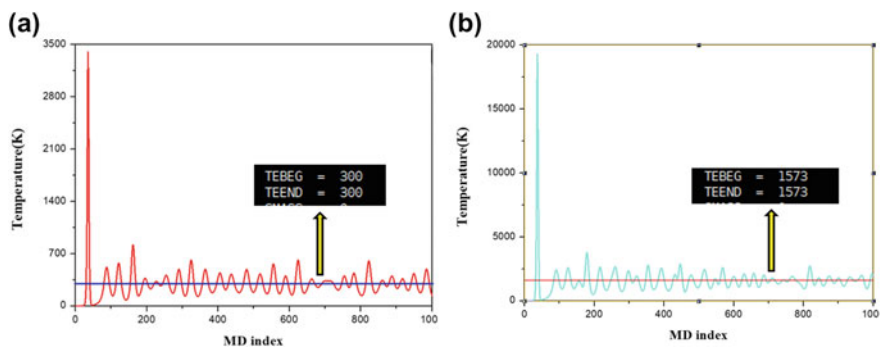 (a)
3500
2800
2100
1400
700
0
Temperature(K)
0 200 400 600 800 100
MD index
TEBEG = 300
TEEND = 300
(b)
20000
15000
10000
5000
2500
0
Temperature(K)
0 200 400 600 800 100
MD index
TEBEG = 1573
TEEND = 1573